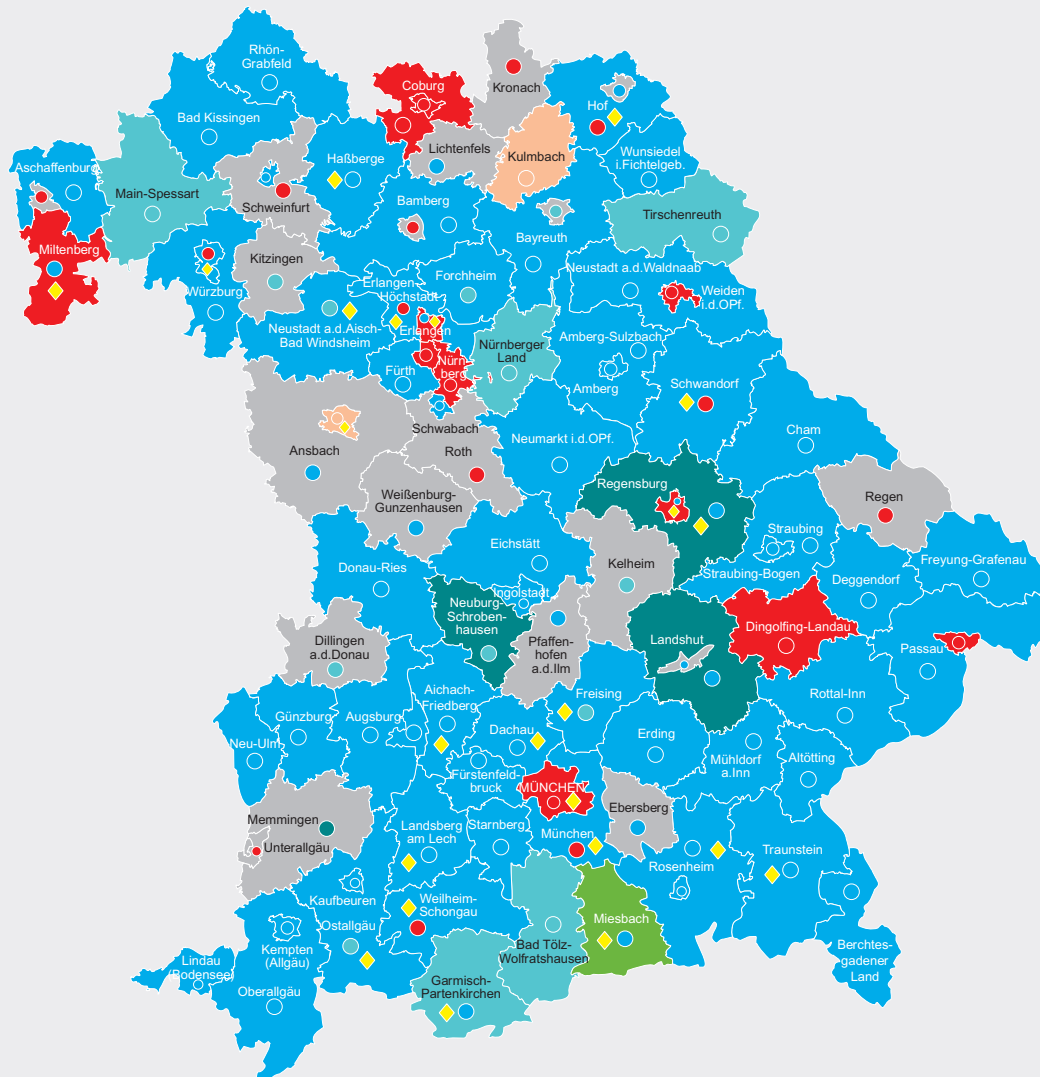 Rhön-
Grabfeld
Bad Kissingen
Coburg
Kronach
Hof
Lichtenfels
Kulmbach
Wunsiedel
i.Fichtelgeb.
Aschaffenburg
Main-Spessart
Schweinfurt
Haßberge
Bamberg
Bayreuth
Tirschenreuth
Miltenberg
Kitzingen
Würzburg
Erlangen-
Höchstadt
Forchheim
Neustadt a.d.Waldnaab
Weiden
i.d.OPf.
Neustadt a.d.Aisch-
Bad Windsheim
Erlangen
Fürth
Nürn
berg
Nürnberger
Land
Amberg-Sulzbach
Amberg
Schwandorf
Cham
Ansbach
Schwabach
Roth
Neumarkt i.d.OPf.
Weißenburg-
Gunzenhausen
Regensburg
Regen
Straubing
Eichstätt
Kelheim
Straubing-Bogen
Freyung-Grafenau
Deggendorf
Donau-Ries
Ingolstadt
Neuburg-
Schroben-
hausen
Pfaffen-
hofen
a.d.Ilm
Landshut
Dingolfing-Landau
Passau
Dillingen
a.d.Donau
Aichach-
Friedberg
Freising
Rottal-Inn
Günzburg
Augsburg
Dachau
Erding
Neu-Ulm
Mühldorf
a.Inn
Altötting
Fürstenfeld-
bruck
MÜNCHEN
Ebersberg
Memmingen
Unterallgäu
Landsberg
am Lech
Starnberg
München
Rosenheim
Traunstein
Kaufbeuren
Weilheim-
Schongau
Ostallgäu
Miesbach
Bad Tölz-
Wolfratshausen
Kempten
(Allgäu)
Lindau
(Bodensee)
Oberallgäu
Garmisch-
Partenkirchen
Berchtes-
gadener
Land